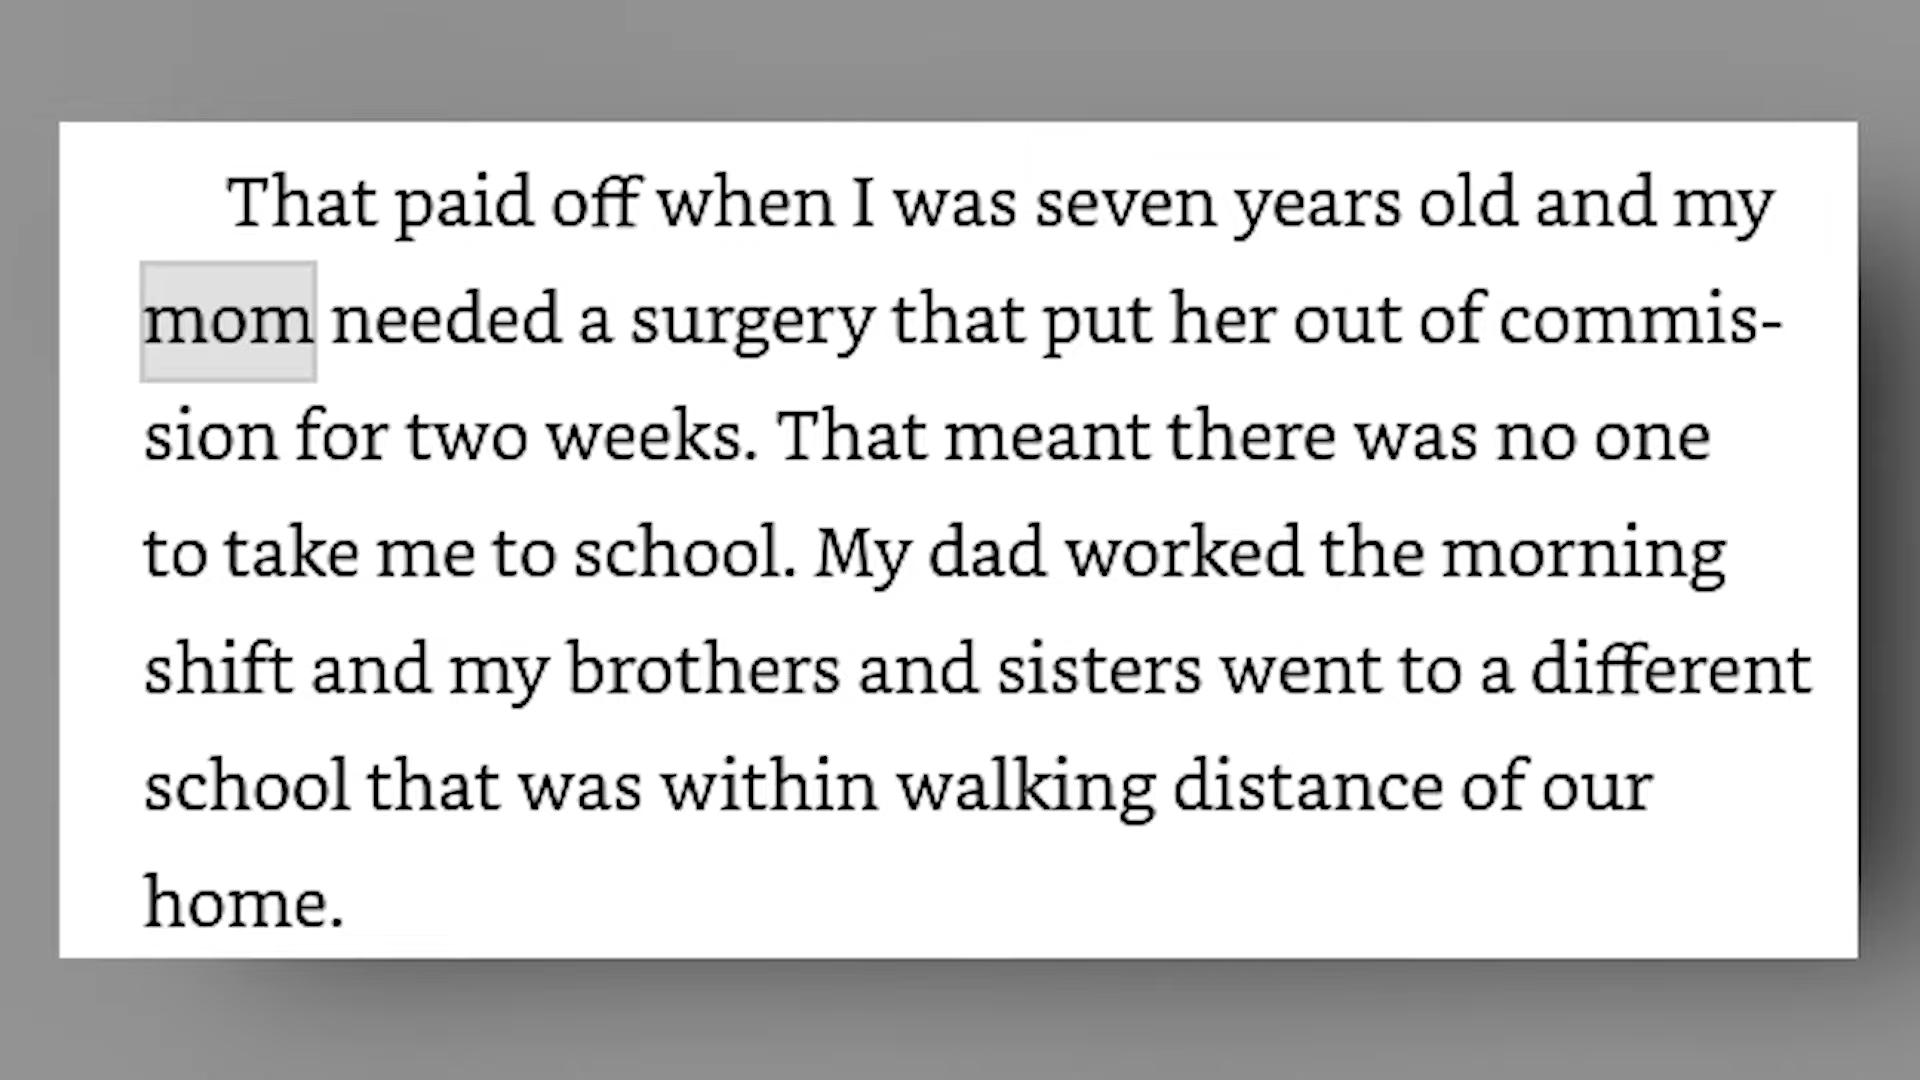 That paid off when I was seven years old and my
mom needed a surgery that put her out of commis-
sion for two weeks. That meant there was no one
to take me to school. My dad worked the morning
shift and my brothers and sisters went to a different
school that was within walking distance of our
home.